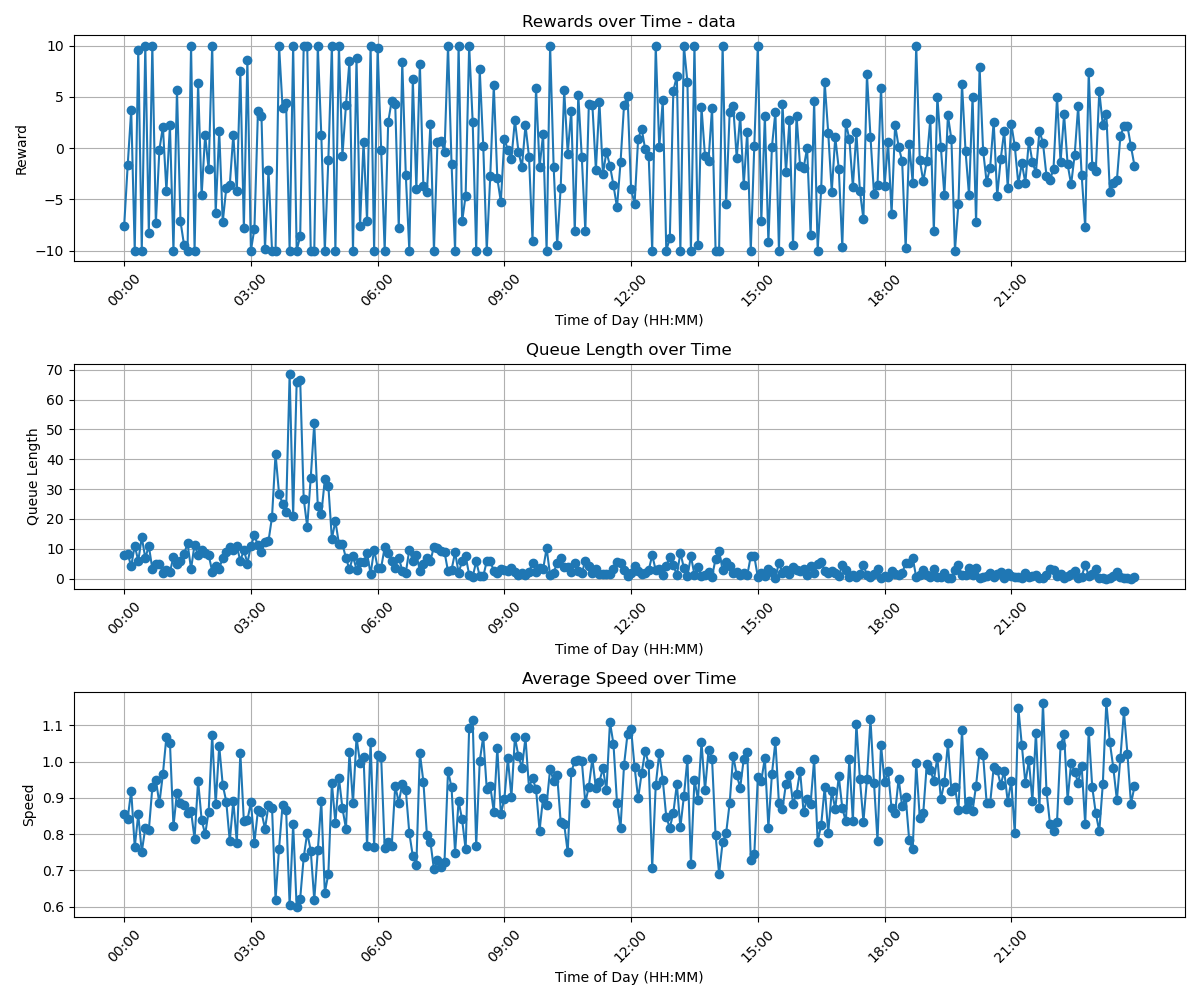 Rewards over Time - data
Reward
10
5
0
−5
−10
00:00 03:00 06:00 09:00 12:00 15:00 18:00 21:00
Time of Day (HH:MM)
Queue Length over Time
Queue Length
70
60
50
40
30
20
10
0
00:00 03:00 06:00 09:00 12:00 15:00 18:00 21:00
Time of Day (HH:MM)
Average Speed over Time
Speed
1.1
1.0
0.9
0.8
0.7
0.6
00:00 03:00 06:00 09:00 12:00 15:00 18:00 21:00
Time of Day (HH:MM)